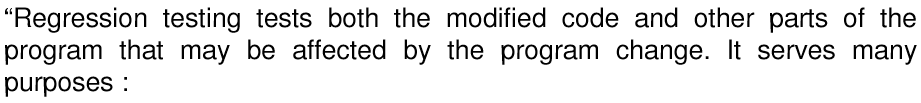 “Regression testing tests both the modified code and other parts of the
program that may be affected by the program change. It serves many
purposes :